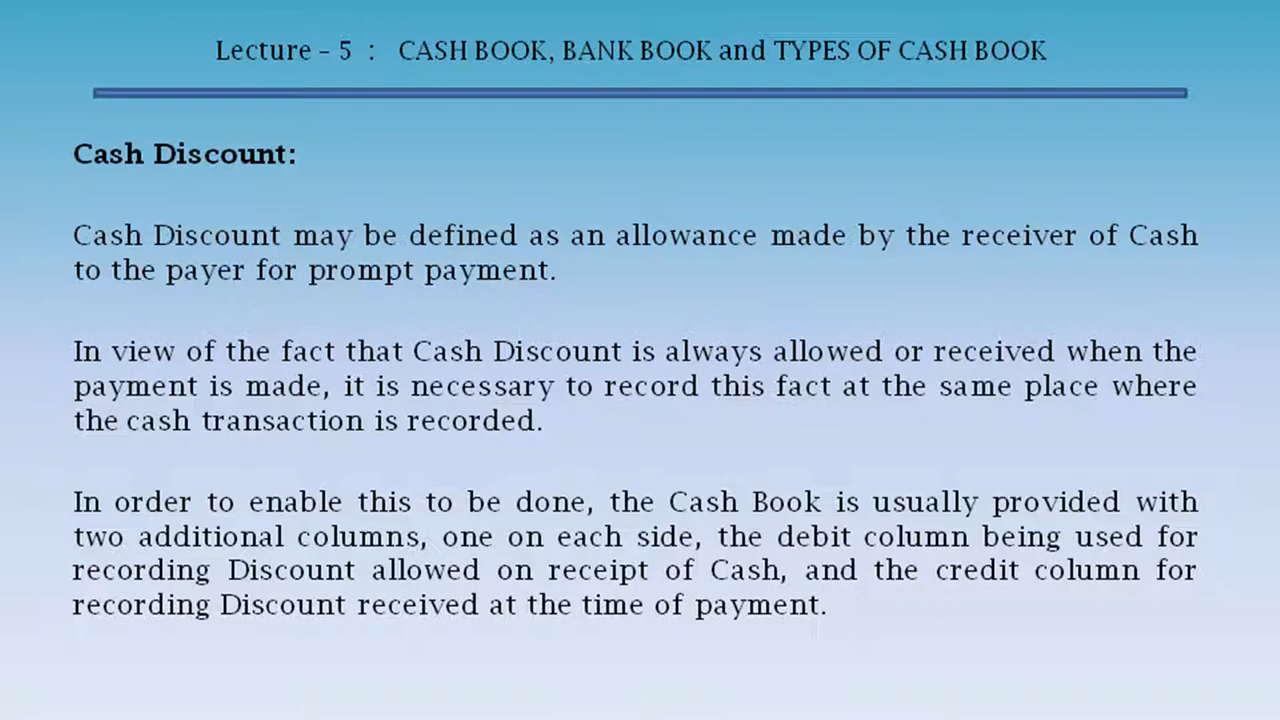 Lecture - 5 : CASH BOOK, BANK BOOK and TYPES OF CASH BOOK
Cash Discount:
Cash Discount may be defined as an allowance made by the receiver of Cash
to the payer for prompt payment.
In view of the fact that Cash Discount is always allowed or received when the
payment is made, it is necessary to record this fact at the same place where
the cash transaction is recorded.
In order to enable this to be done, the Cash Book is usually provided with
two additional columns, one on each side, the debit column being used for
recording Discount allowed on receipt of Cash, and the credit column for
recording Discount received at the time of payment.